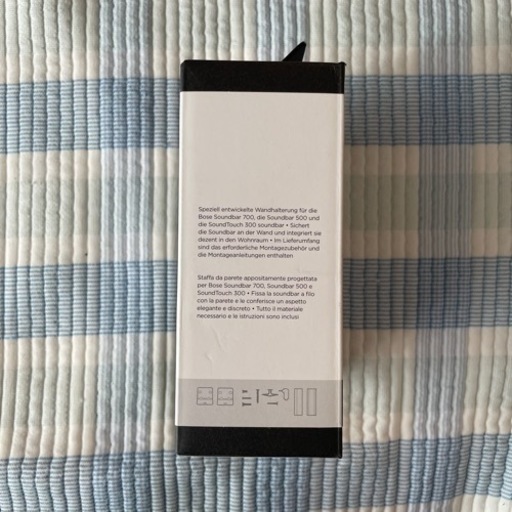 Speziell entwickelte Wandhalterung für die
Bose Soundbar 700, die Soundbar 500 und
die SoundTouch 300 soundbar • Sichert
die Soundbar an der Wand und integriert sie
dezent in den Wohnraum • Im Lieferumfang
sind das erforderliche Montagezubehör und
die Montageanleitungen enthalten
Staffa da parete appositamente progettata
per Bose Soundbar 700, Soundbar 500 e
SoundTouch 300 • Fissa la soundbar a filo
con la parete e le conferisce un aspetto
elegante e discreto • Tutto il materiale
necessano e le istruzioni sono inclusi